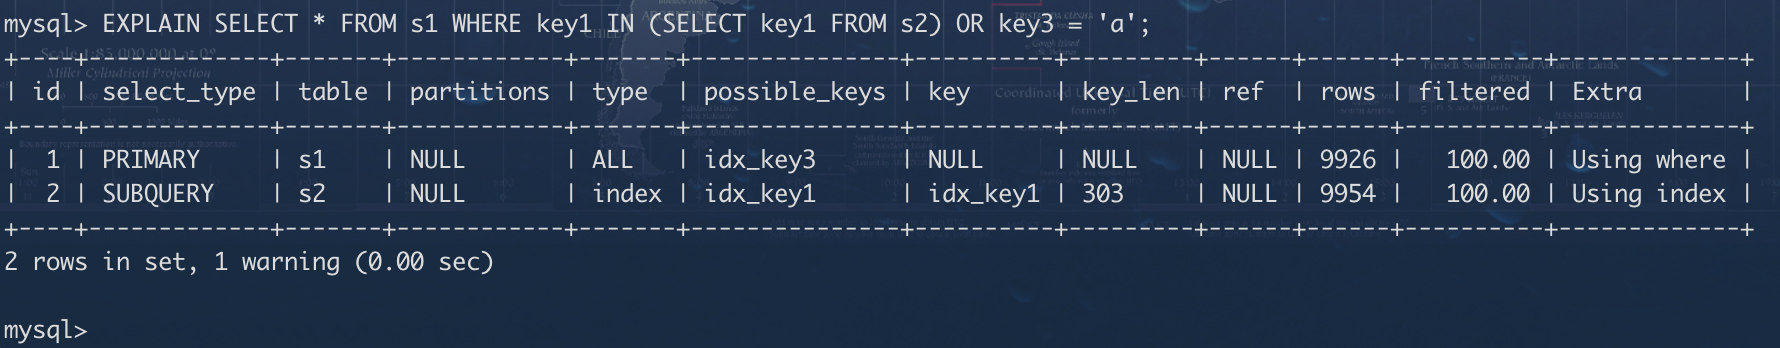 mysql> EXPLAIN SELECT * FROM s1 WHERE key1 IN (SELECT key1 FROM s2) OR key3 = 'a';
+----+-------------+-------+------------+-------+---------------+----------+---------+------+------+----------+-------------+
| id | select_type | table | partitions | type | possible_keys | key | key_len | ref | rows | filtered | Extra |
+----+-------------+-------+------------+-------+---------------+----------+---------+------+------+----------+-------------+
| 1 | PRIMARY | s1 | NULL | ALL | idx_key3 | NULL | NULL | NULL | 9926 | 100.00 | Using where |
| 2 | SUBQUERY | s2 | NULL | index | idx_key1 | idx_key1 | 303 | NULL | 9954 | 100.00 | Using index |
+----+-------------+-------+------------+-------+---------------+----------+---------+------+------+----------+-------------+
2 rows in set, 1 warning (0.00 sec)
mysql>